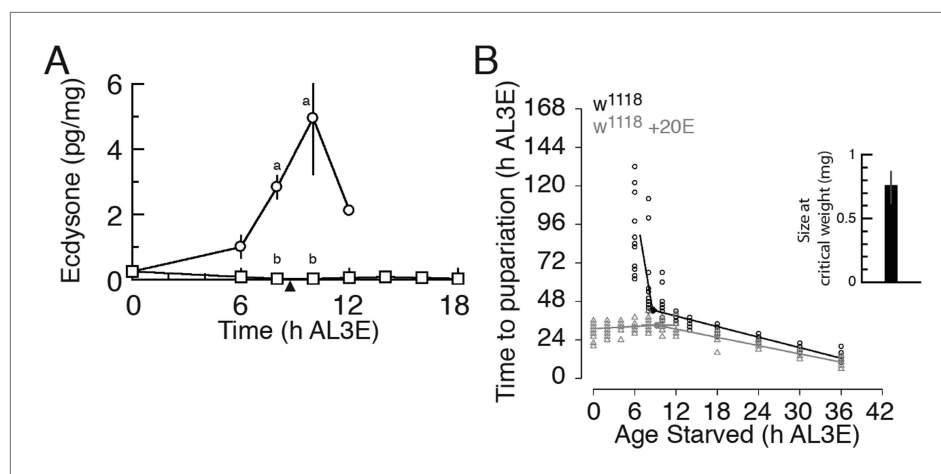 A
Ecdysone (pg/mg)
6
4
2
0
a
a
b
b
0
6
12
18
Time (h AL3E)
B
Time to pupariation (h AL3E)
168
144
120
96
72
48
24
0
w1118
w1118 +20E
Size at
critical weight (mg)
1
0.5
0
0
6
12
18
24
30
36
42
Age Starved (h AL3E)